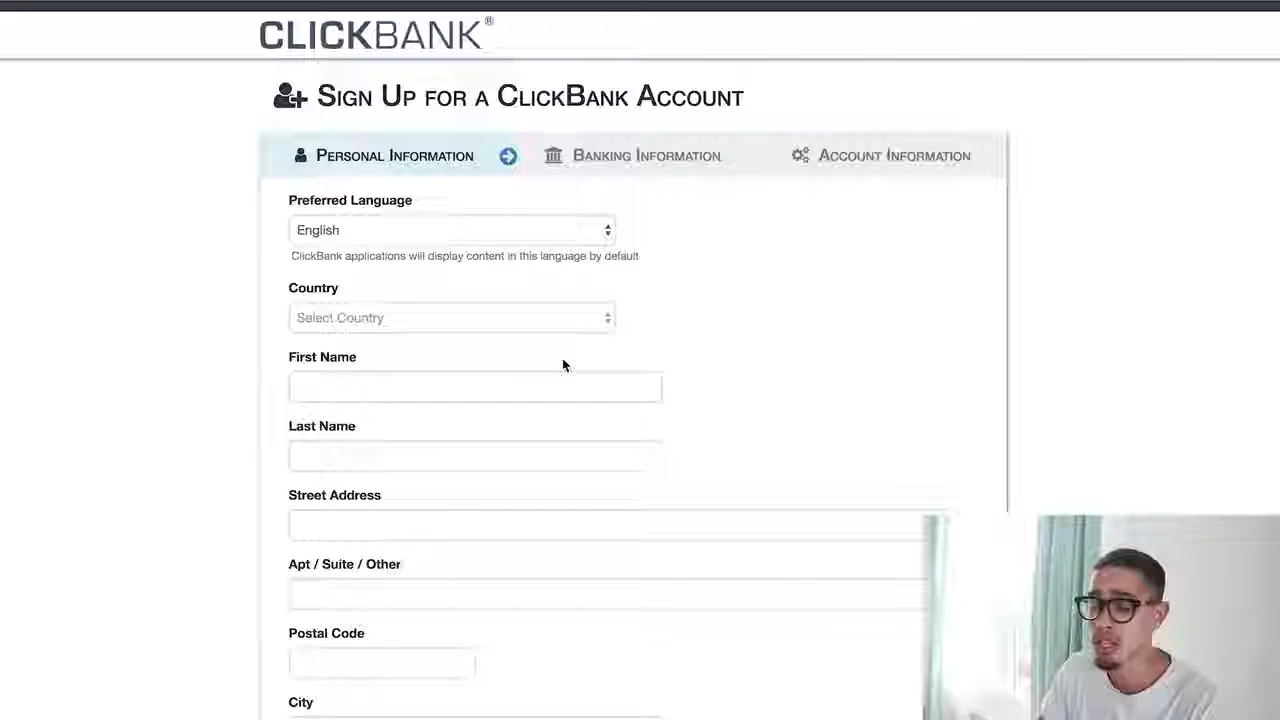 CLICKBANK®
Sign Up for a ClickBank Account
Personal Information
Banking Information
Account Information
Preferred Language
English
ClickBank applications will display content in this language by default
Country
Select Country
First Name
Last Name
Street Address
Apt / Suite / Other
Postal Code
City